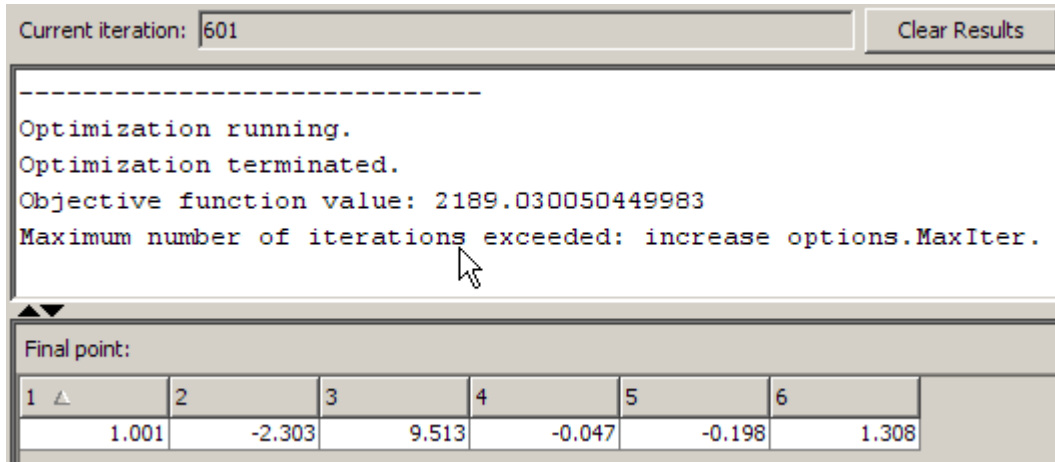 Current iteration: 601 Clear Results
------------------------------
Optimization running.
Optimization terminated.
Objective function value: 2189.030050449983
Maximum number of iterations exceeded: increase options.MaxIter.
Final point:
1 2 3 4 5 6
1.001 -2.303 9.513 -0.047 -0.198 1.308